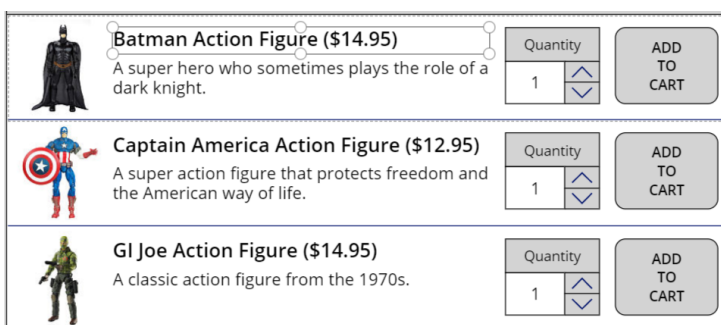 Batman Action Figure ($14.95)
A super hero who sometimes plays the role of a
dark knight.
Quantity
1
ADD
TO
CART
Captain America Action Figure ($12.95)
A super action figure that protects freedom and
the American way of life.
Quantity
1
ADD
TO
CART
GI Joe Action Figure ($14.95)
A classic action figure from the 1970s.
Quantity
1
ADD
TO
CART